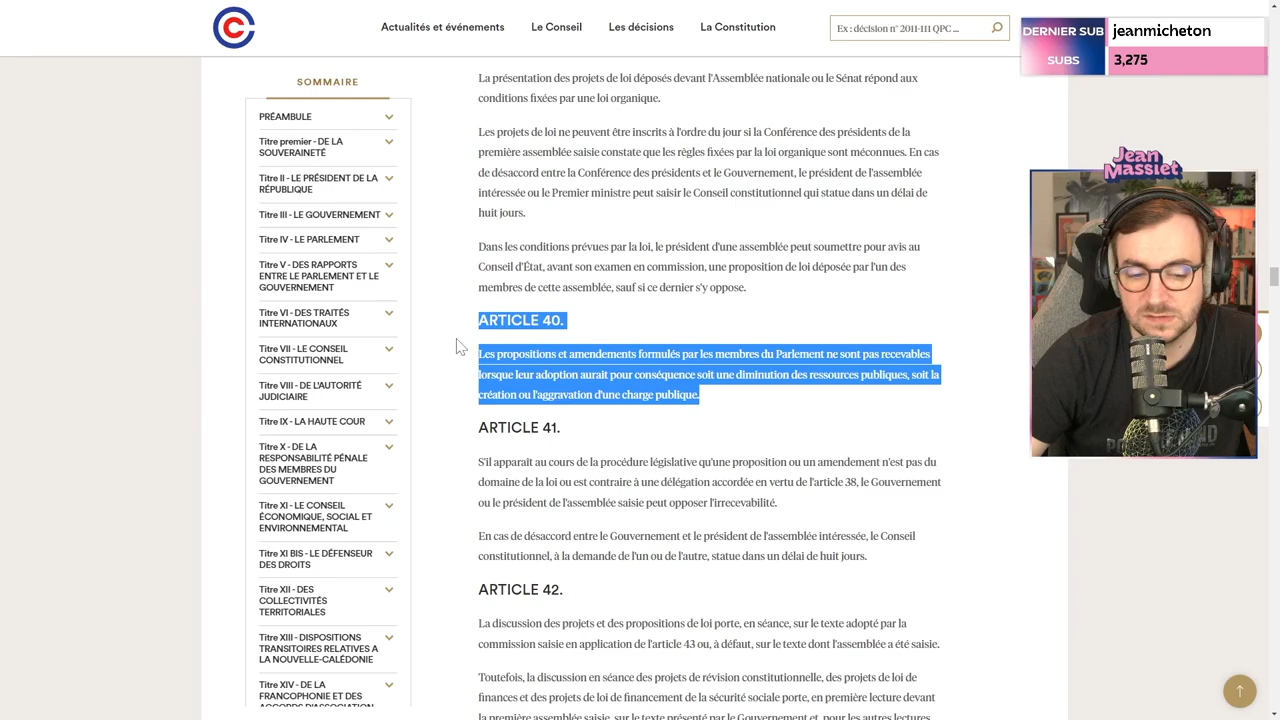 Actualités et événements
Le Conseil
Les décisions
La Constitution
Ex : décision n° 2011-111 QPC ...
DERNIER SUB
jeanmicheton
SUBS
3,275
Jean
Massiet
SOMMAIRE
PRÉAMBULE
Titre premier - DE LA
SOUVERAINETÉ
Titre II - LE PRÉSIDENT DE LA
RÉPUBLIQUE
Titre III - LE GOUVERNEMENT
Titre IV - LE PARLEMENT
Titre V - DES RAPPORTS
ENTRE LE PARLEMENT ET LE
GOUVERNEMENT
Titre VI - DES TRAITÉS
INTERNATIONAUX
Titre VII - LE CONSEIL
CONSTITUTIONNEL
Titre VIII - DE L'AUTORITÉ
JUDICIAIRE
Titre IX - LA HAUTE COUR
Titre X - DE LA
RESPONSABILITÉ PÉNALE
DES MEMBRES DU
GOUVERNEMENT
Titre XI - LE CONSEIL
ÉCONOMIQUE, SOCIAL ET
ENVIRONNEMENTAL
Titre XI BIS - LE DÉFENSEUR
DES DROITS
Titre XII - DES
COLLECTIVITÉS
TERRITORIALES
Titre XIII - DISPOSITIONS
TRANSITOIRES RELATIVES A
LA NOUVELLE-CALÉDONIE
Titre XIV - DE LA
FRANCOPHONIE ET DES
ACCORDS D'ASSOCIATION
La présentation des projets de loi déposés devant l'Assemblée nationale ou le Sénat répond aux
conditions fixées par une loi organique.
Les projets de loi ne peuvent être inscrits à l'ordre du jour si la Conférence des présidents de la
première assemblée saisie constate que les règles fixées par la loi organique sont méconnues. En cas
de désaccord entre la Conférence des présidents et le Gouvernement, le président de l'assemblée
intéressée ou le Premier ministre peut saisir le Conseil constitutionnel qui statue dans un délai de
huit jours.
Dans les conditions prévues par la loi, le président d'une assemblée peut soumettre pour avis au
Conseil d'État, avant son examen en commission, une proposition de loi déposée par l'un des
membres de cette assemblée, sauf si ce dernier s'y oppose.
ARTICLE 40.
Les propositions et amendements formulés par les membres du Parlement ne sont pas recevables
lorsque leur adoption aurait pour conséquence soit une diminution des ressources publiques, soit la
création ou l'aggravation d'une charge publique.
ARTICLE 41.
S'il apparaît au cours de la procédure législative qu'une proposition ou un amendement n'est pas du
domaine de la loi ou est contraire à une délégation accordée en vertu de l'article 38, le Gouvernement
ou le président de l'assemblée saisie peut opposer l'irrecevabilité.
En cas de désaccord entre le Gouvernement et le président de l'assemblée intéressée, le Conseil
constitutionnel, à la demande de l'un ou de l'autre, statue dans un délai de huit jours.
ARTICLE 42.
La discussion des projets et des propositions de loi porte, en séance, sur le texte adopté par la
commission saisie en application de l'article 43 ou, à défaut, sur le texte dont l'assemblée a été saisie.
Toutefois, la discussion en séance des projets de révision constitutionnelle, des projets de loi de
finances et des projets de loi de financement de la sécurité sociale porte, en première lecture devant
la première assemblée saisie, sur le texte présenté par le Gouvernement et, pour les autres lectures